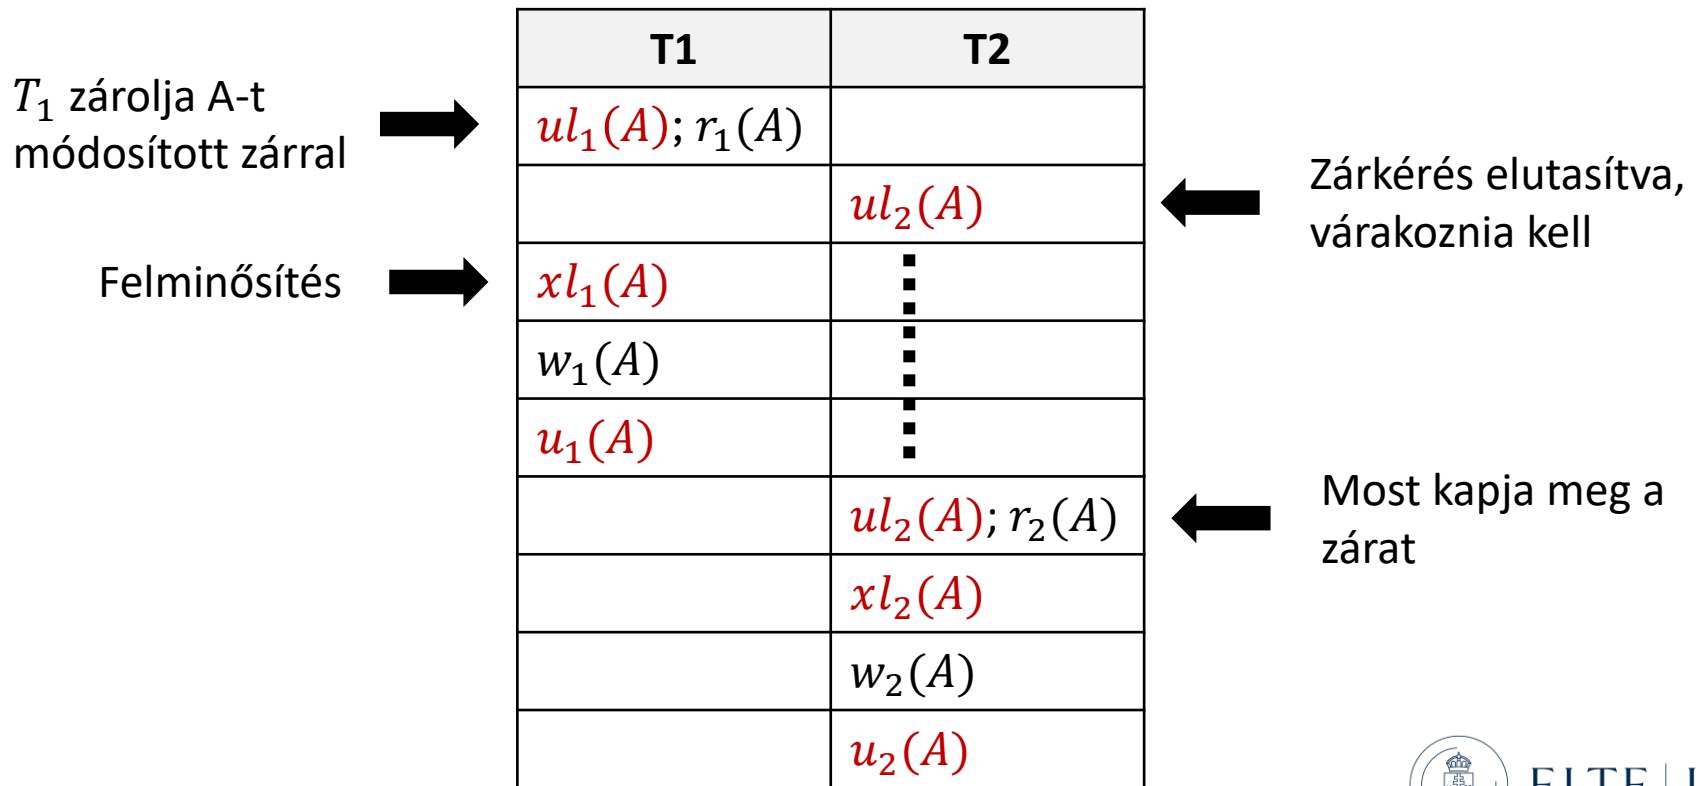 T1 T2
T₁ zárolja A-t
módosított zárral
ul₁(A); r₁(A)
ul₂(A)
Zárkérés elutasítva,
várakoznia kell
Felminősítés
xl₁(A)
w₁(A)
u₁(A)
ul₂(A); r₂(A)
Most kapja meg a
zárat
xl₂(A)
w₂(A)
u₂(A)